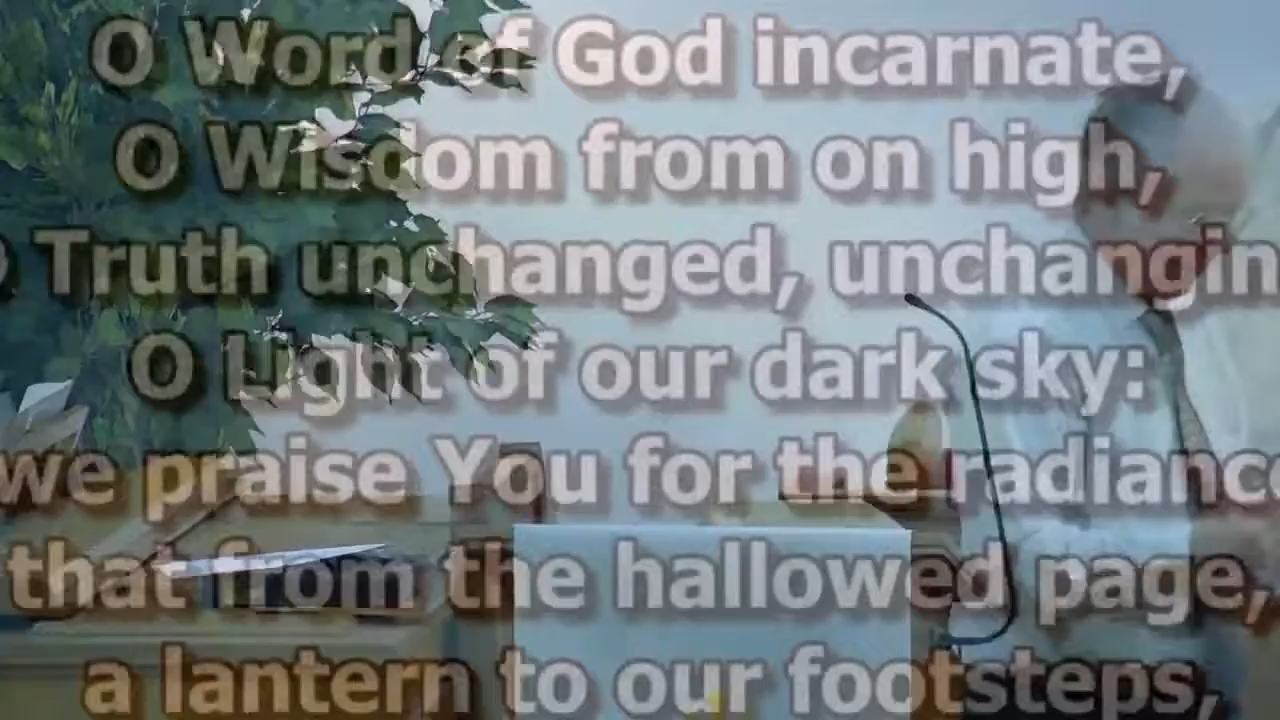 O Word of God incarnate,
O Wisdom from on high,
O Truth unchanged, unchangin
O Light of our dark sky:
we praise You for the radianc
that from the hallowed page,
a lantern to our footsteps,